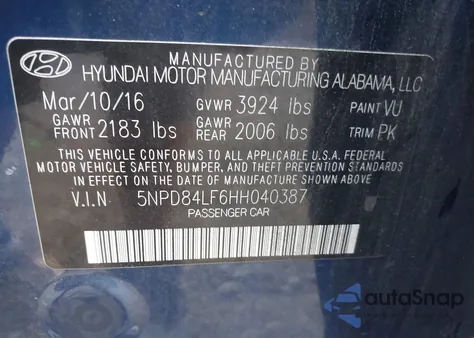 MANUFACTURED BY
HYUNDAI MOTOR MANUFACTURING ALABAMA, LLC
Mar/10/16 GVWR 3924 lbs PAINT VU
GAWR FRONT 2183 lbs GAWR REAR 2006 lbs TRIM PK
THIS VEHICLE CONFORMS TO ALL APPLICABLE U.S.A. FEDERAL
MOTOR VEHICLE SAFETY, BUMPER, AND THEFT PREVENTION STANDARDS
IN EFFECT ON THE DATE OF MANUFACTURE SHOWN ABOVE.
V.I.N 5NPD84LF6HH040387
PASSENGER CAR
autoSnap